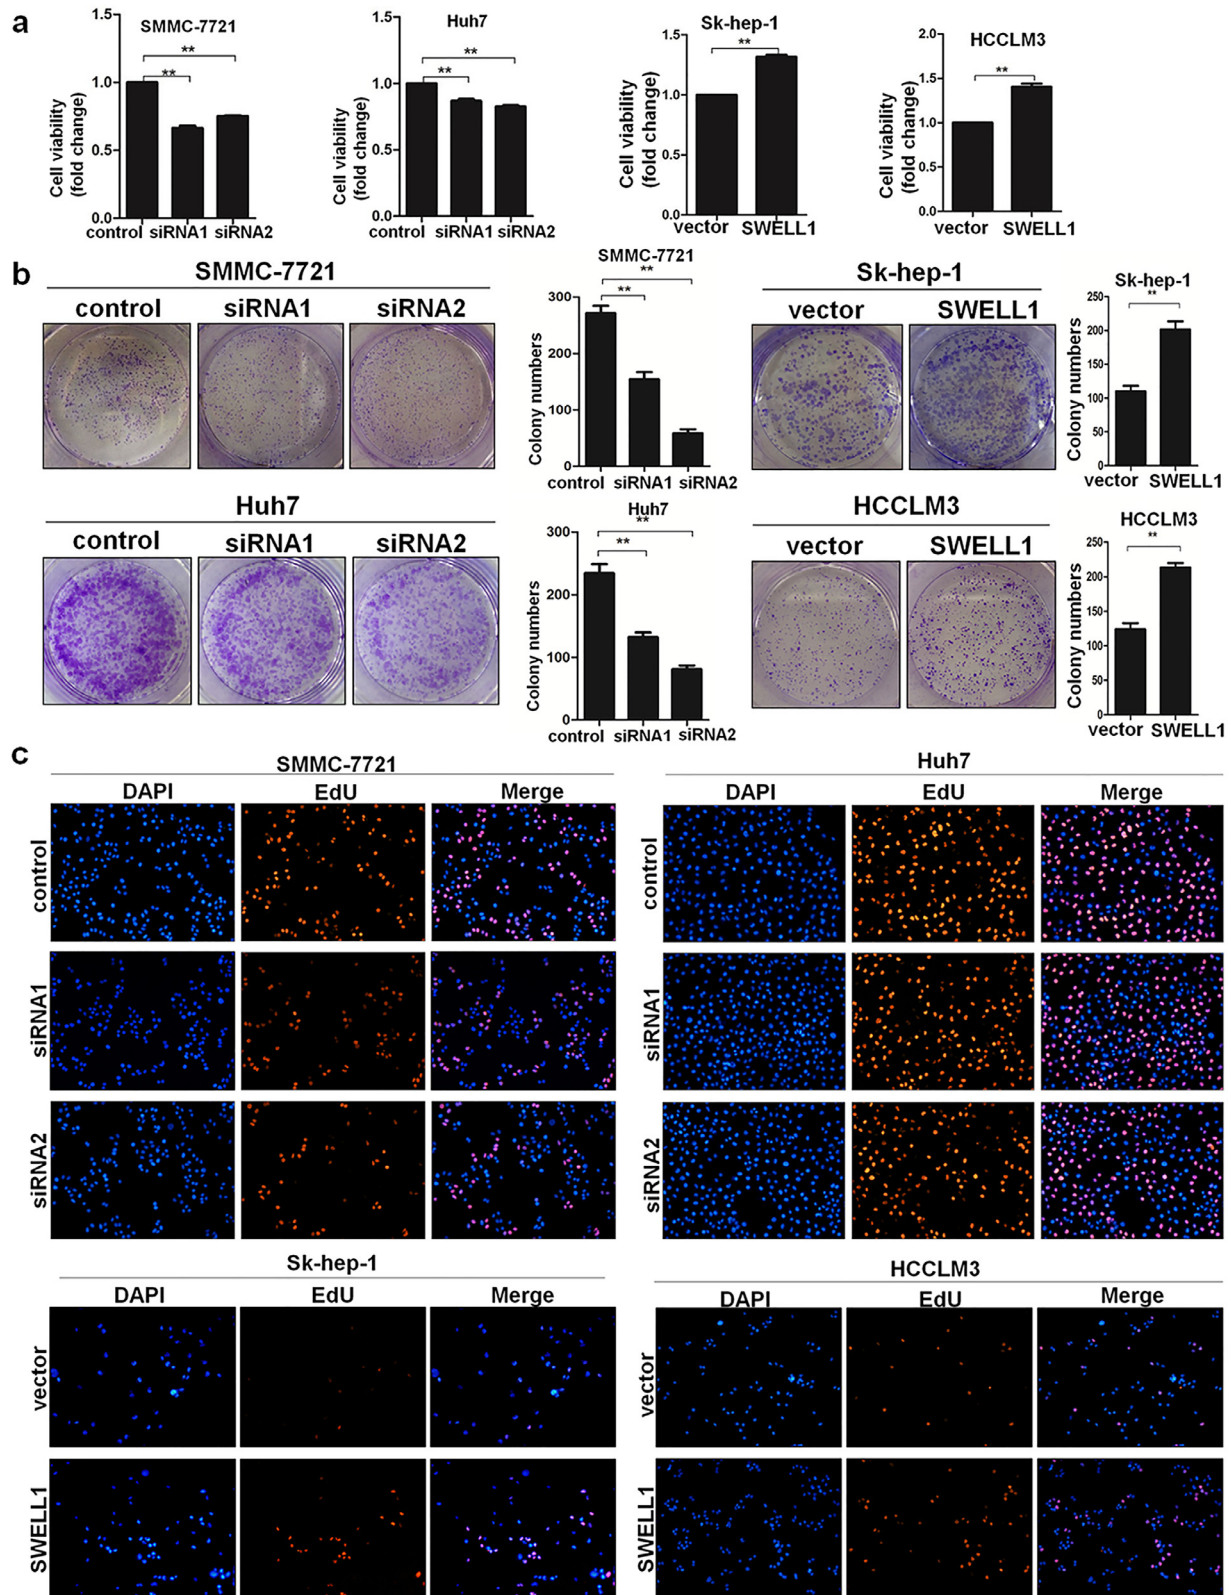 a
SMMC-7721
Cell viability
(fold change)
1.5
1.0
0.5
0.0
**
**
control siRNA1 siRNA2
Huh7
Cell viability
(fold change)
1.5
1.0
0.5
0.0
**
**
control siRNA1 siRNA2
Sk-hep-1
Cell viability
(fold change)
1.5
1.0
0.5
0.0
**
vector SWELL1
HCCLM3
Cell viability
(fold change)
2.0
1.5
1.0
0.5
0.0
**
vector SWELL1
b
SMMC-7721
control siRNA1 siRNA2
SMMC-7721
Colony numbers
300
200
100
0
**
**
control siRNA1 siRNA2
Sk-hep-1
vector SWELL1
Sk-hep-1
Colony numbers
250
200
150
100
50
0
**
vector SWELL1
Huh7
control siRNA1 siRNA2
Huh7
Colony numbers
300
200
100
0
**
**
control siRNA1 siRNA2
HCCLM3
vector SWELL1
HCCLM3
Colony numbers
250
200
150
100
50
0
**
vector SWELL1
c
SMMC-7721
DAPI EdU Merge
control
siRNA1
siRNA2
Huh7
DAPI EdU Merge
control
siRNA1
siRNA2
Sk-hep-1
DAPI EdU Merge
vector
SWELL1
HCCLM3
DAPI EdU Merge
vector
SWELL1